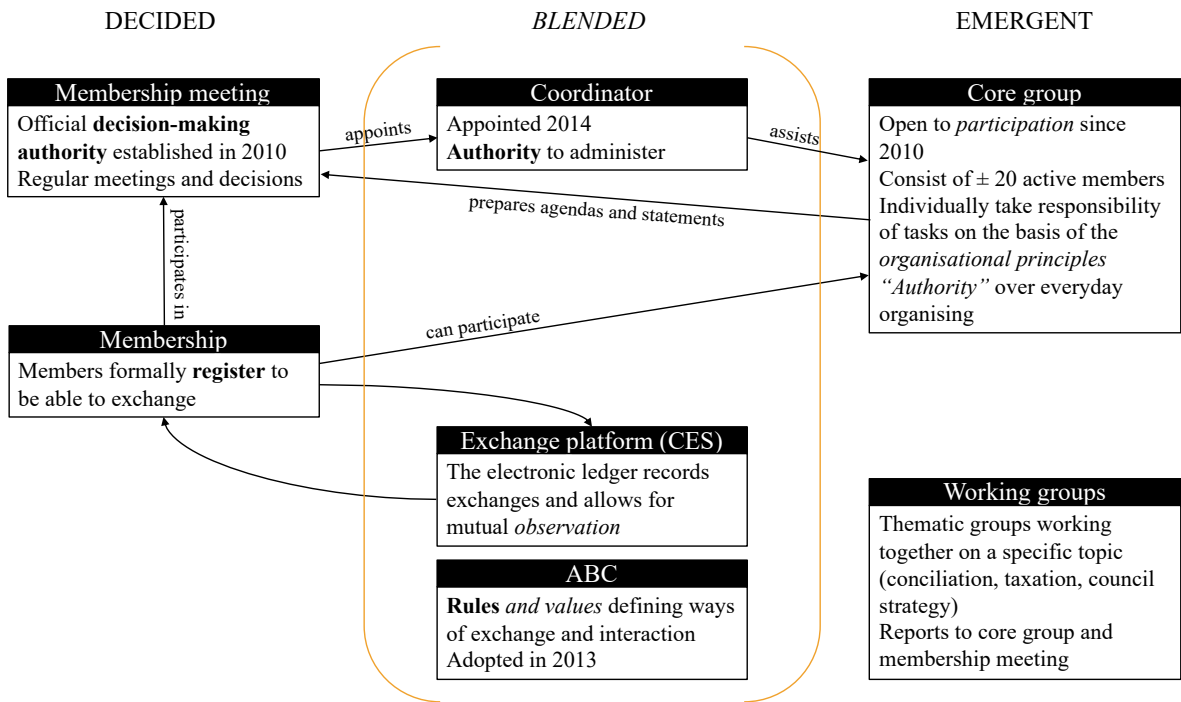 DECIDED
BLENDED
EMERGENT
Membership meeting
Official decision-making
authority established in 2010
Regular meetings and decisions
appoints
Coordinator
Appointed 2014
Authority to administer
assists
Core group
Open to participation since
2010
Consist of ± 20 active members
Individually take responsibility
of tasks on the basis of the
organisational principles
“Authority” over everyday
organising
prepares agendas and statements
participates in
Membership
Members formally register to
be able to exchange
can participate
Exchange platform (CES)
The electronic ledger records
exchanges and allows for
mutual observation
ABC
Rules and values defining ways
of exchange and interaction
Adopted in 2013
Working groups
Thematic groups working
together on a specific topic
(conciliation, taxation, council
strategy)
Reports to core group and
membership meeting